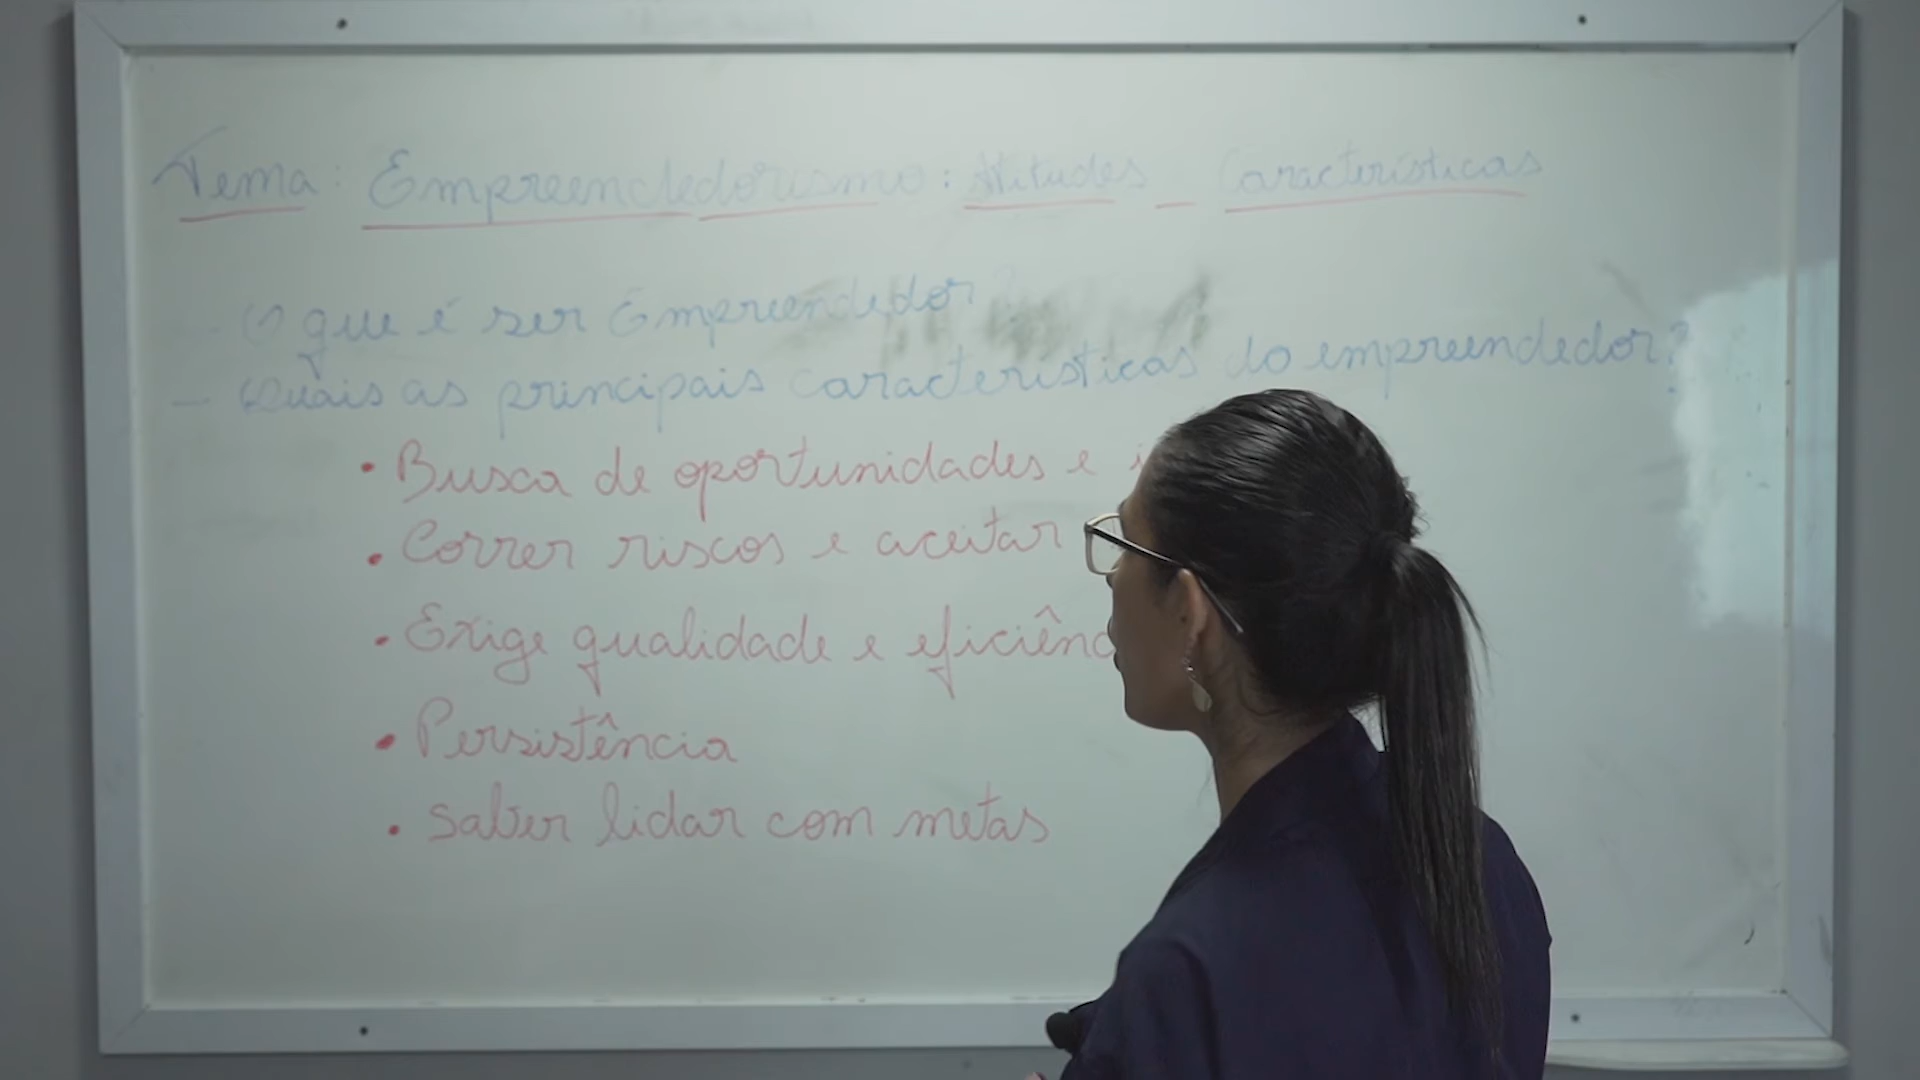 Tema: Empreendedorismo: Atitudes - Características
- O que é ser Empreendedor?
- Quais as principais características do empreendedor?
• Busca de oportunidades e
• Correr riscos e aceitar
• Exige qualidade e eficiênc
• Persistência
• Saber lidar com metas